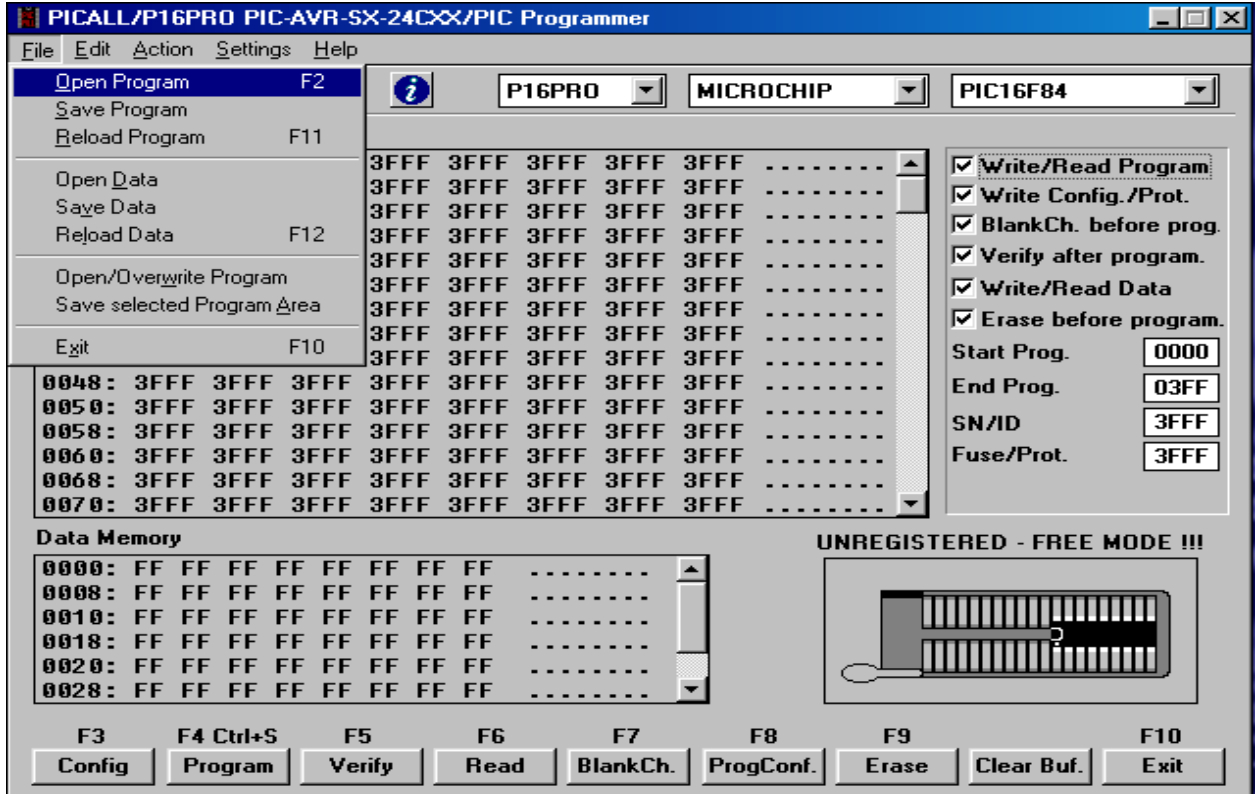 PICALL/P16PRO PIC-AVR-SX-24CXX/PIC Programmer
File Edit Action Settings Help
Open Program F2
Save Program
Reload Program F11
Open Data
Save Data
Reload Data F12
Open/Overwrite Program
Save selected Program Area
Exit F10
i P16PRO MICROCHIP PIC16F84
3FFF 3FFF 3FFF 3FFF 3FFF ........
3FFF 3FFF 3FFF 3FFF 3FFF ........
3FFF 3FFF 3FFF 3FFF 3FFF ........
3FFF 3FFF 3FFF 3FFF 3FFF ........
3FFF 3FFF 3FFF 3FFF 3FFF ........
3FFF 3FFF 3FFF 3FFF 3FFF ........
3FFF 3FFF 3FFF 3FFF 3FFF ........
3FFF 3FFF 3FFF 3FFF 3FFF ........
3FFF 3FFF 3FFF 3FFF 3FFF ........
0048: 3FFF 3FFF 3FFF 3FFF 3FFF 3FFF 3FFF 3FFF ........
0050: 3FFF 3FFF 3FFF 3FFF 3FFF 3FFF 3FFF 3FFF ........
0058: 3FFF 3FFF 3FFF 3FFF 3FFF 3FFF 3FFF 3FFF ........
0060: 3FFF 3FFF 3FFF 3FFF 3FFF 3FFF 3FFF 3FFF ........
0068: 3FFF 3FFF 3FFF 3FFF 3FFF 3FFF 3FFF 3FFF ........
0070: 3FFF 3FFF 3FFF 3FFF 3FFF 3FFF 3FFF 3FFF ........
Write/Read Program
Write Config./Prot.
BlankCh. before prog.
Verify after program.
Write/Read Data
Erase before program.
Start Prog. 0000
End Prog. 03FF
SN/ID 3FFF
Fuse/Prot. 3FFF
Data Memory
0000: FF FF FF FF FF FF FF FF ........
0008: FF FF FF FF FF FF FF FF ........
0010: FF FF FF FF FF FF FF FF ........
0018: FF FF FF FF FF FF FF FF ........
0020: FF FF FF FF FF FF FF FF ........
0028: FF FF FF FF FF FF FF FF ........
UNREGISTERED - FREE MODE !!!
F3 F4 Ctrl+S F5 F6 F7 F8 F9 F10
Config Program Verify Read BlankCh. ProgConf. Erase Clear Buf. Exit